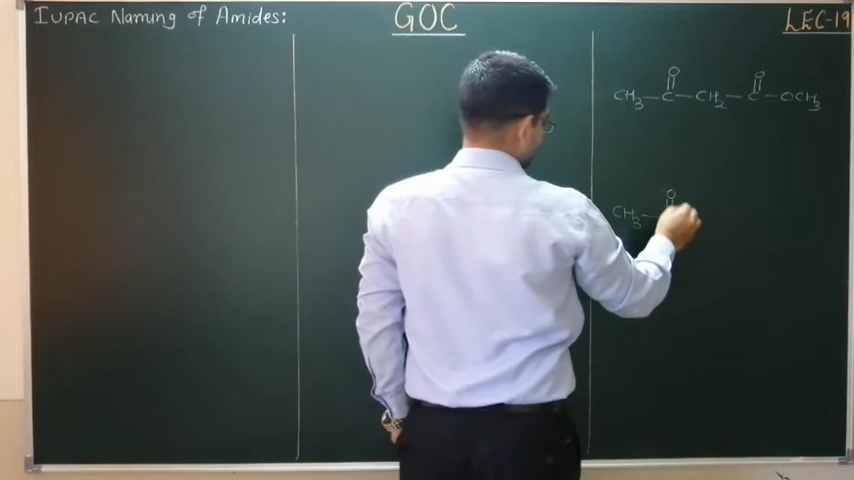 IUPAC Naming of Amides:
GOC
LEC-19
O O
CH3—C—CH2—C—OCH3
O
CH3—